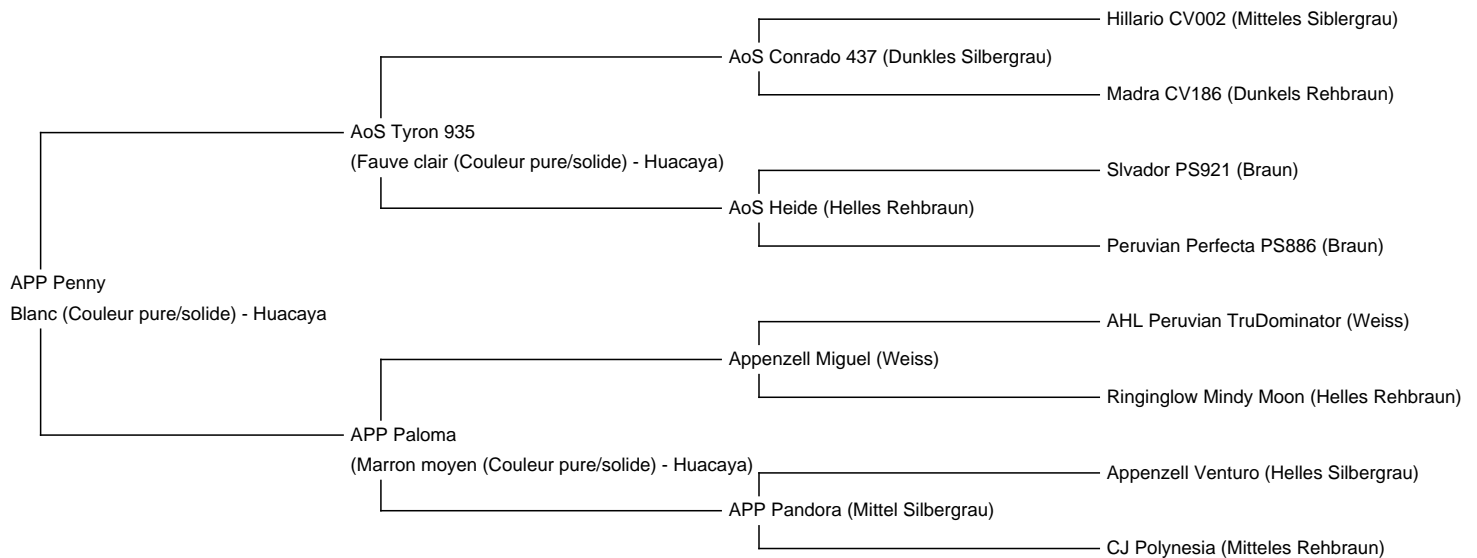 Hillario CV002 (Mitteles Siblergrau)
AoS Conrado 437 (Dunkles Silbergrau)
Madra CV186 (Dunkels Rehbraun)
AoS Tyron 935
(Fauve clair (Couleur pure/solide) - Huacaya)
Slvador PS921 (Braun)
AoS Heide (Helles Rehbraun)
Peruvian Perfecta PS886 (Braun)
APP Penny
Blanc (Couleur pure/solide) - Huacaya
AHL Peruvian TruDominator (Weiss)
Appenzell Miguel (Weiss)
Ringinglow Mindy Moon (Helles Rehbraun)
APP Paloma
(Marron moyen (Couleur pure/solide) - Huacaya)
Appenzell Venturo (Helles Silbergrau)
APP Pandora (Mittel Silbergrau)
CJ Polynesia (Mitteles Rehbraun)